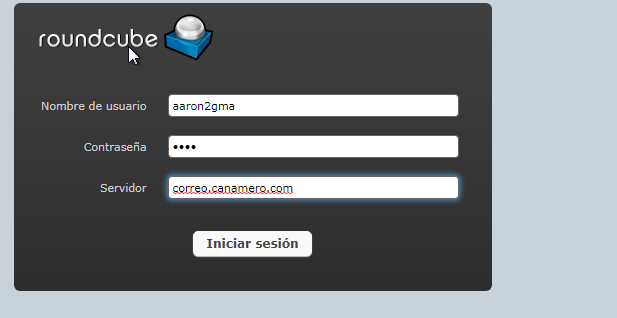 roundcube
Nombre de usuario aaron2gma
Contraseña ••••
Servidor correo.canamero.com
Iniciar sesión